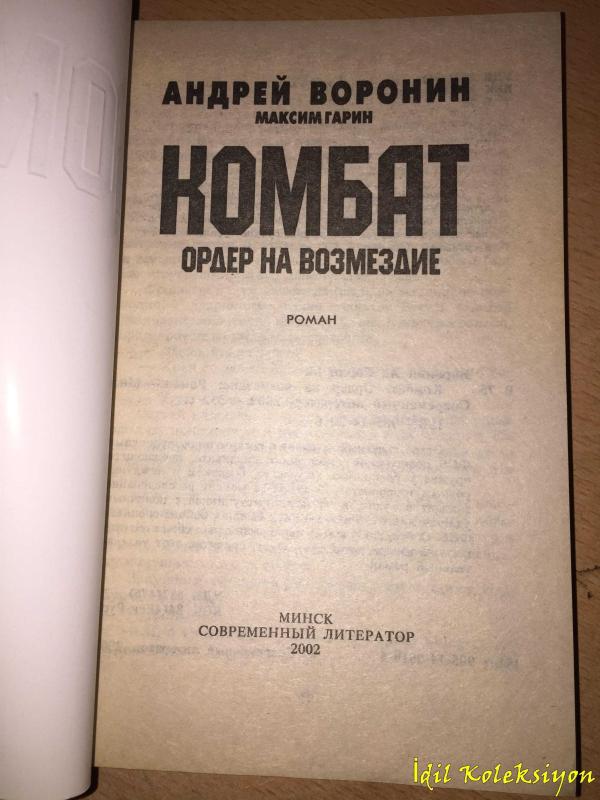 АНДРЕЙ ВОРОНИН
МАКСИМ ГАРИН
КОМБАТ
ОРДЕР НА ВОЗМЕЗДИЕ
РОМАН
МИНСК
СОВРЕМЕННЫЙ ЛИТЕРАТОР
2002
İdil Koleksiyon